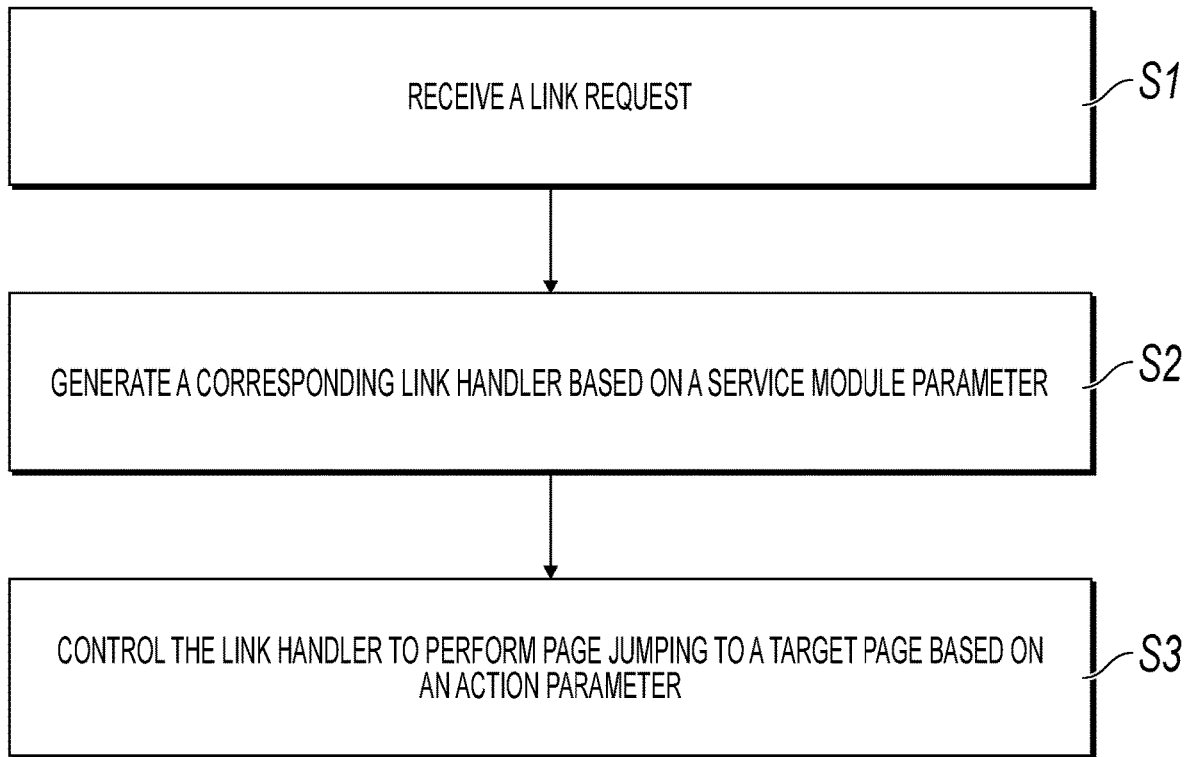 RECEIVE A LINK REQUEST
S1
GENERATE A CORRESPONDING LINK HANDLER BASED ON A SERVICE MODULE PARAMETER
S2
CONTROL THE LINK HANDLER TO PERFORM PAGE JUMPING TO A TARGET PAGE BASED ON
AN ACTION PARAMETER
S3